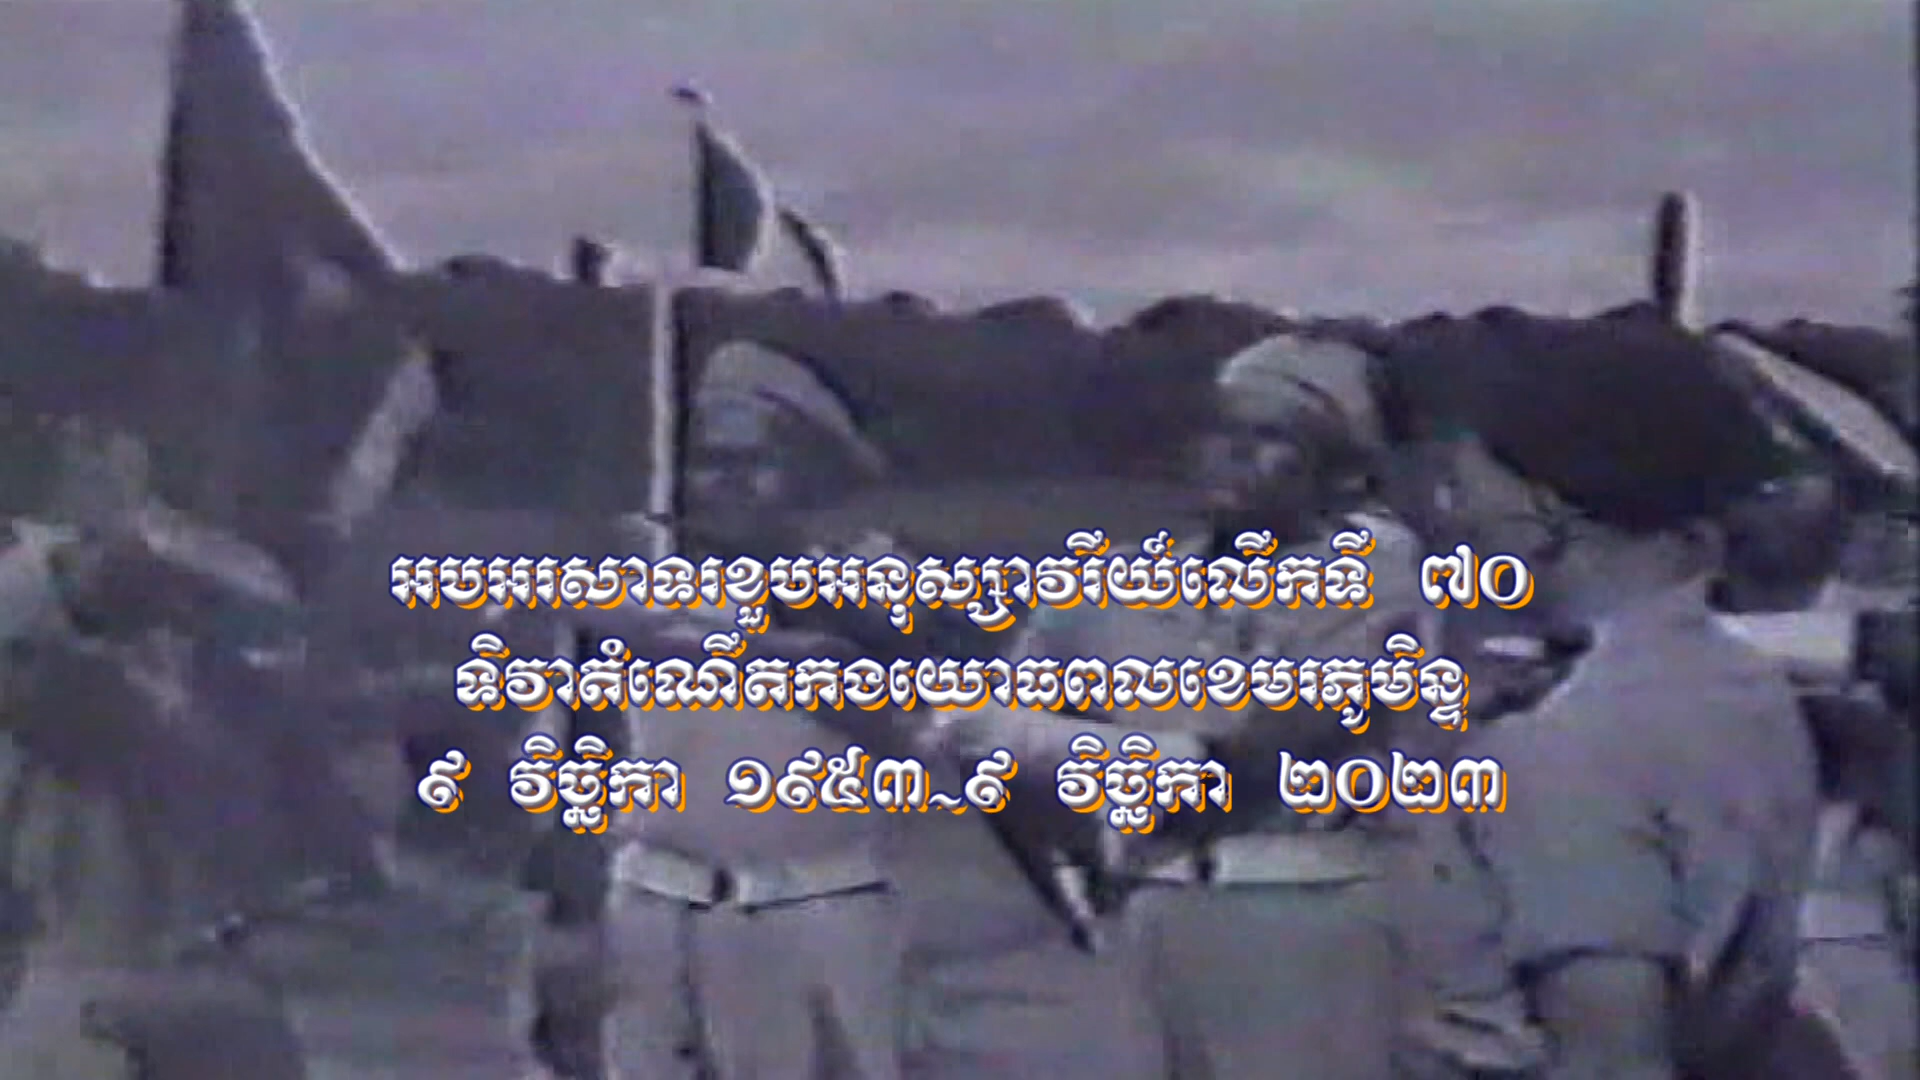 អបអរសាទរខួបអនុស្សាវរីយ៍លើកទី ៧០
ទិវាកំណើតកងយោធពលខេមរភូមិន្ទ
៩ វិច្ឆិកា ១៩៥៣~៩ វិច្ឆិកា ២០២៣